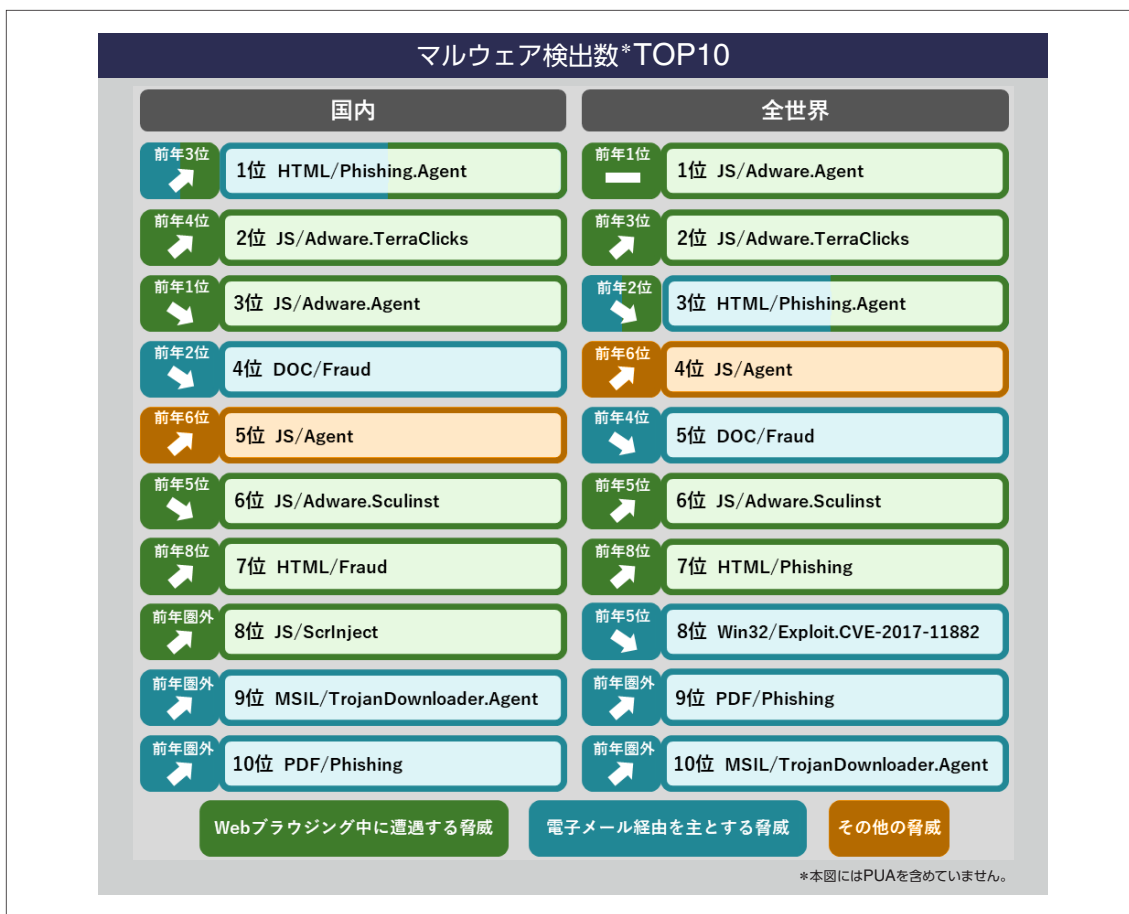 マルウェア検出数*TOP10
国内
前年3位
1位 HTML/Phishing.Agent
前年4位
2位 JS/Adware.TerraClicks
前年1位
3位 JS/Adware.Agent
前年2位
4位 DOC/Fraud
前年6位
5位 JS/Agent
前年5位
6位 JS/Adware.Sculinst
前年8位
7位 HTML/Fraud
前年圏外
8位 JS/ScrInject
前年圏外
9位 MSIL/TrojanDownloader.Agent
前年圏外
10位 PDF/Phishing
全世界
前年1位
1位 JS/Adware.Agent
前年3位
2位 JS/Adware.TerraClicks
前年2位
3位 HTML/Phishing.Agent
前年6位
4位 JS/Agent
前年4位
5位 DOC/Fraud
前年5位
6位 JS/Adware.Sculinst
前年8位
7位 HTML/Phishing
前年5位
8位 Win32/Exploit.CVE-2017-11882
前年圏外
9位 PDF/Phishing
前年圏外
10位 MSIL/TrojanDownloader.Agent
Webブラウジング中に遭遇する脅威
電子メール経由を主とする脅威
その他の脅威
*本図にはPUAを含めていません。